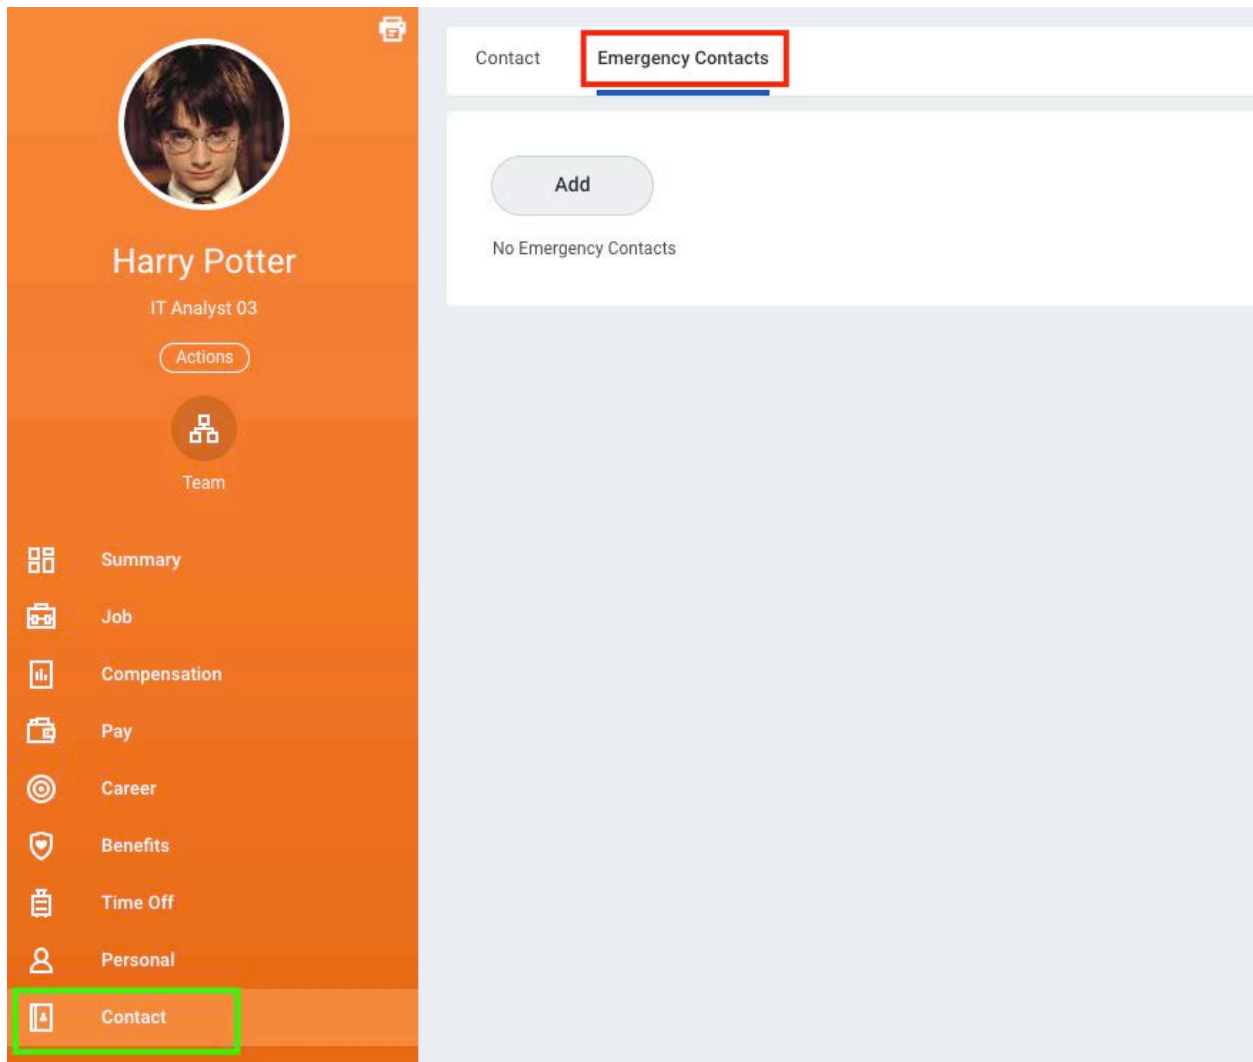 Harry Potter
IT Analyst 03
Actions
Team
Summary
Job
Compensation
Pay
Career
Benefits
Time Off
Personal
Contact
Contact Emergency Contacts
Add
No Emergency Contacts